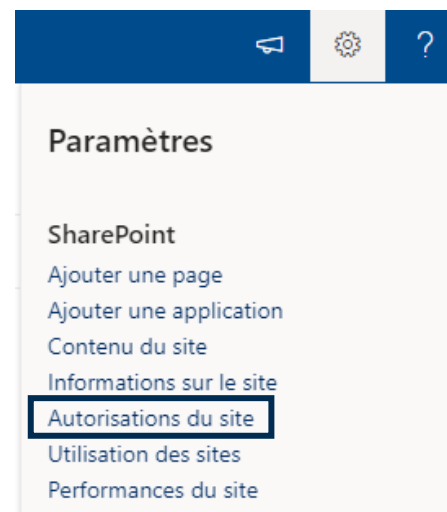 ?
Paramètres
SharePoint
Ajouter une page
Ajouter une application
Contenu du site
Informations sur le site
Autorisations du site
Utilisation des sites
Performances du site